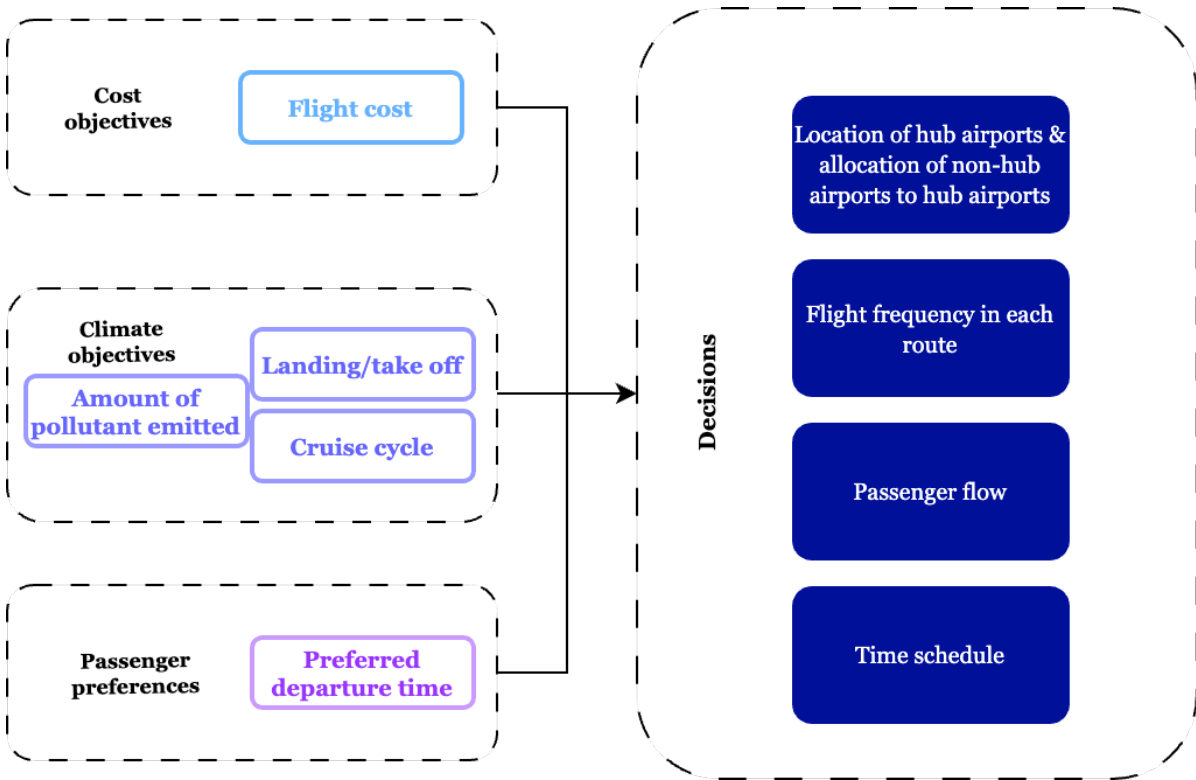 Cost
objectives
Flight cost
Climate
objectives
Landing/take off
Amount of
pollutant emitted
Cruise cycle
Passenger
preferences
Preferred
departure time
Decisions
Location of hub airports &
allocation of non-hub
airports to hub airports
Flight frequency in each
route
Passenger flow
Time schedule